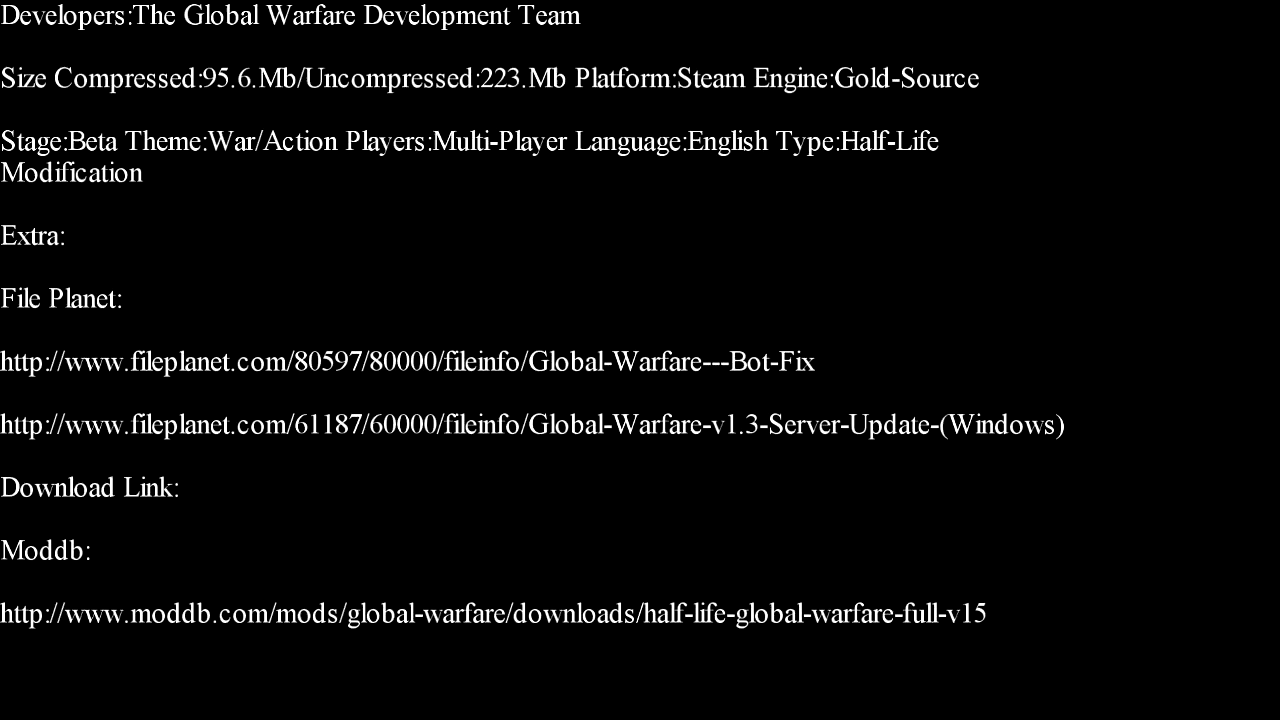 Developers:The Global Warfare Development Team
Size Compressed:95.6.Mb/Uncompressed:223.Mb Platform:Steam Engine:Gold-Source
Stage:Beta Theme:War/Action Players:Multi-Player Language:English Type:Half-Life
Modification
Extra:
File Planet:
http://www.fileplanet.com/80597/80000/fileinfo/Global-Warfare---Bot-Fix
http://www.fileplanet.com/61187/60000/fileinfo/Global-Warfare-v1.3-Server-Update-(Windows)
Download Link:
Moddb:
http://www.moddb.com/mods/global-warfare/downloads/half-life-global-warfare-full-v15